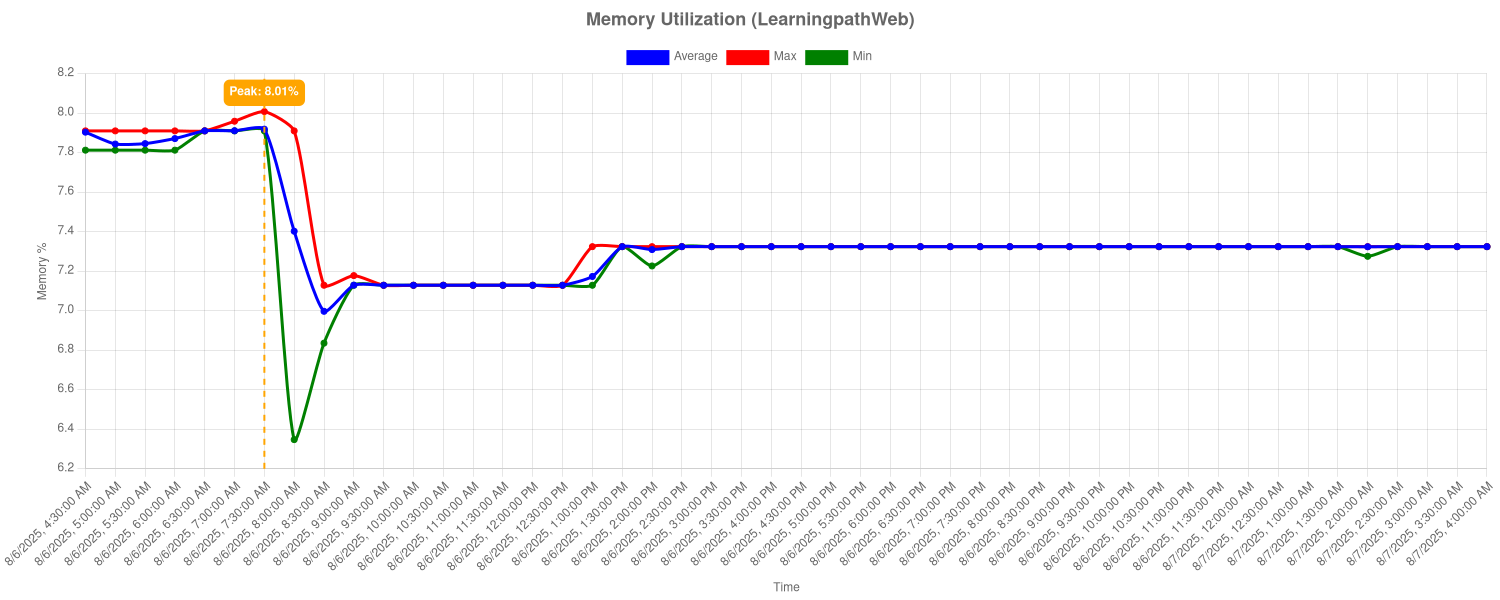 Memory Utilization (LearningpathWeb)
Average Max Min
8.2
Peak: 8.01%
8.0
7.8
7.6
7.4
7.2
7.0
6.8
6.6
6.4
6.2
Memory %
8/6/2025, 4:30:00 AM
8/6/2025, 5:00:00 AM
8/6/2025, 5:30:00 AM
8/6/2025, 6:00:00 AM
8/6/2025, 6:30:00 AM
8/6/2025, 7:00:00 AM
8/6/2025, 7:30:00 AM
8/6/2025, 8:00:00 AM
8/6/2025, 8:30:00 AM
8/6/2025, 9:00:00 AM
8/6/2025, 9:30:00 AM
8/6/2025, 10:00:00 AM
8/6/2025, 10:30:00 AM
8/6/2025, 11:00:00 AM
8/6/2025, 11:30:00 AM
8/6/2025, 12:00:00 PM
8/6/2025, 12:30:00 PM
8/6/2025, 1:00:00 PM
8/6/2025, 1:30:00 PM
8/6/2025, 2:00:00 PM
8/6/2025, 2:30:00 PM
8/6/2025, 3:00:00 PM
8/6/2025, 3:30:00 PM
8/6/2025, 4:00:00 PM
8/6/2025, 4:30:00 PM
8/6/2025, 5:00:00 PM
8/6/2025, 5:30:00 PM
8/6/2025, 6:00:00 PM
8/6/2025, 6:30:00 PM
8/6/2025, 7:00:00 PM
8/6/2025, 7:30:00 PM
8/6/2025, 8:00:00 PM
8/6/2025, 8:30:00 PM
8/6/2025, 9:00:00 PM
8/6/2025, 9:30:00 PM
8/6/2025, 10:00:00 PM
8/6/2025, 10:30:00 PM
8/6/2025, 11:00:00 PM
8/6/2025, 11:30:00 PM
8/7/2025, 12:00:00 AM
8/7/2025, 12:30:00 AM
8/7/2025, 1:00:00 AM
8/7/2025, 1:30:00 AM
8/7/2025, 2:00:00 AM
8/7/2025, 2:30:00 AM
8/7/2025, 3:00:00 AM
8/7/2025, 3:30:00 AM
8/7/2025, 4:00:00 AM
Time